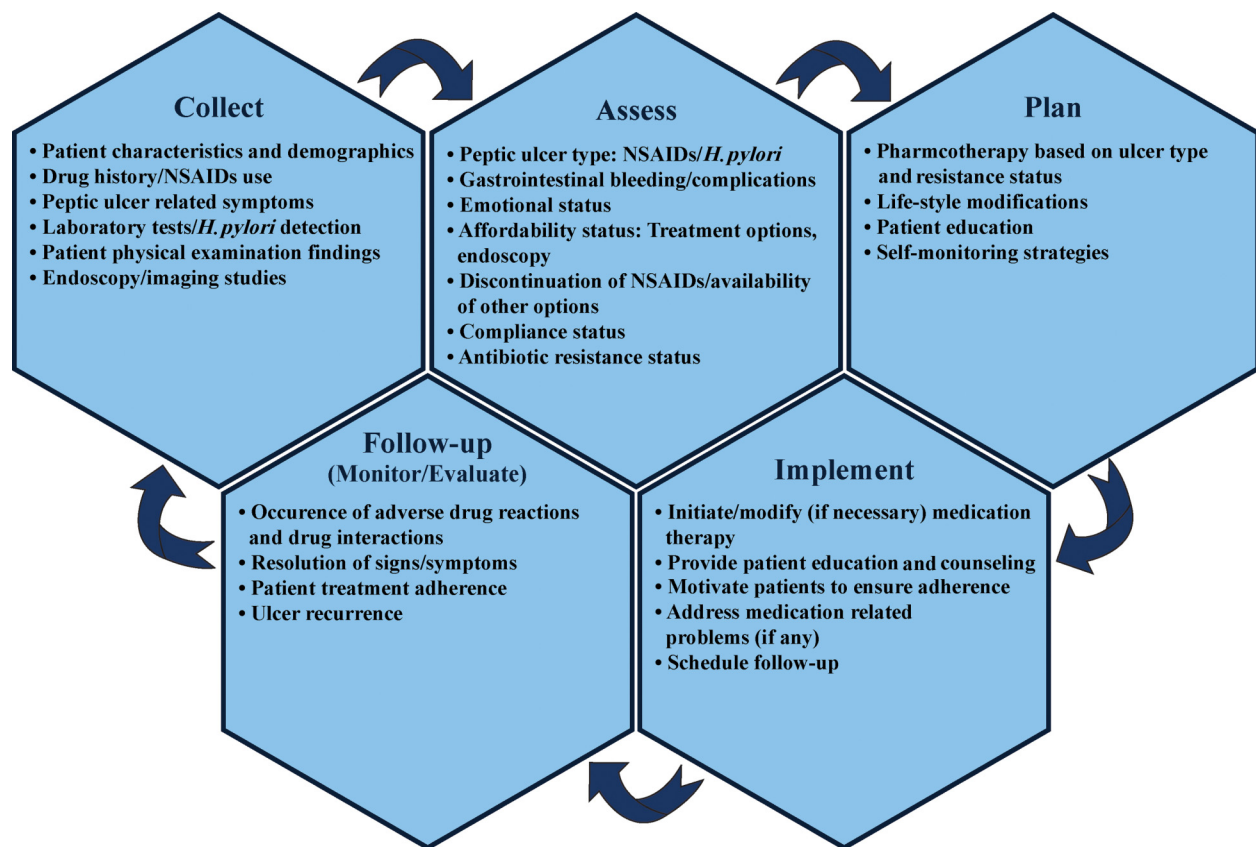 Collect
• Patient characteristics and demographics
• Drug history/NSAIDs use
• Peptic ulcer related symptoms
• Laboratory tests/H. pylori detection
• Patient physical examination findings
• Endoscopy/imaging studies
Assess
• Peptic ulcer type: NSAIDs/H. pylori
• Gastrointestinal bleeding/complications
• Emotional status
• Affordability status: Treatment options,
endoscopy
• Discontinuation of NSAIDs/availability
of other options
• Compliance status
• Antibiotic resistance status
Plan
• Pharmcotherapy based on ulcer type
and resistance status
• Life-style modifications
• Patient education
• Self-monitoring strategies
Follow-up
(Monitor/Evaluate)
• Occurence of adverse drug reactions
and drug interactions
• Resolution of signs/symptoms
• Patient treatment adherence
• Ulcer recurrence
Implement
• Initiate/modify (if necessary) medication
therapy
• Provide patient education and counseling
• Motivate patients to ensure adherence
• Address medication related
problems (if any)
• Schedule follow-up